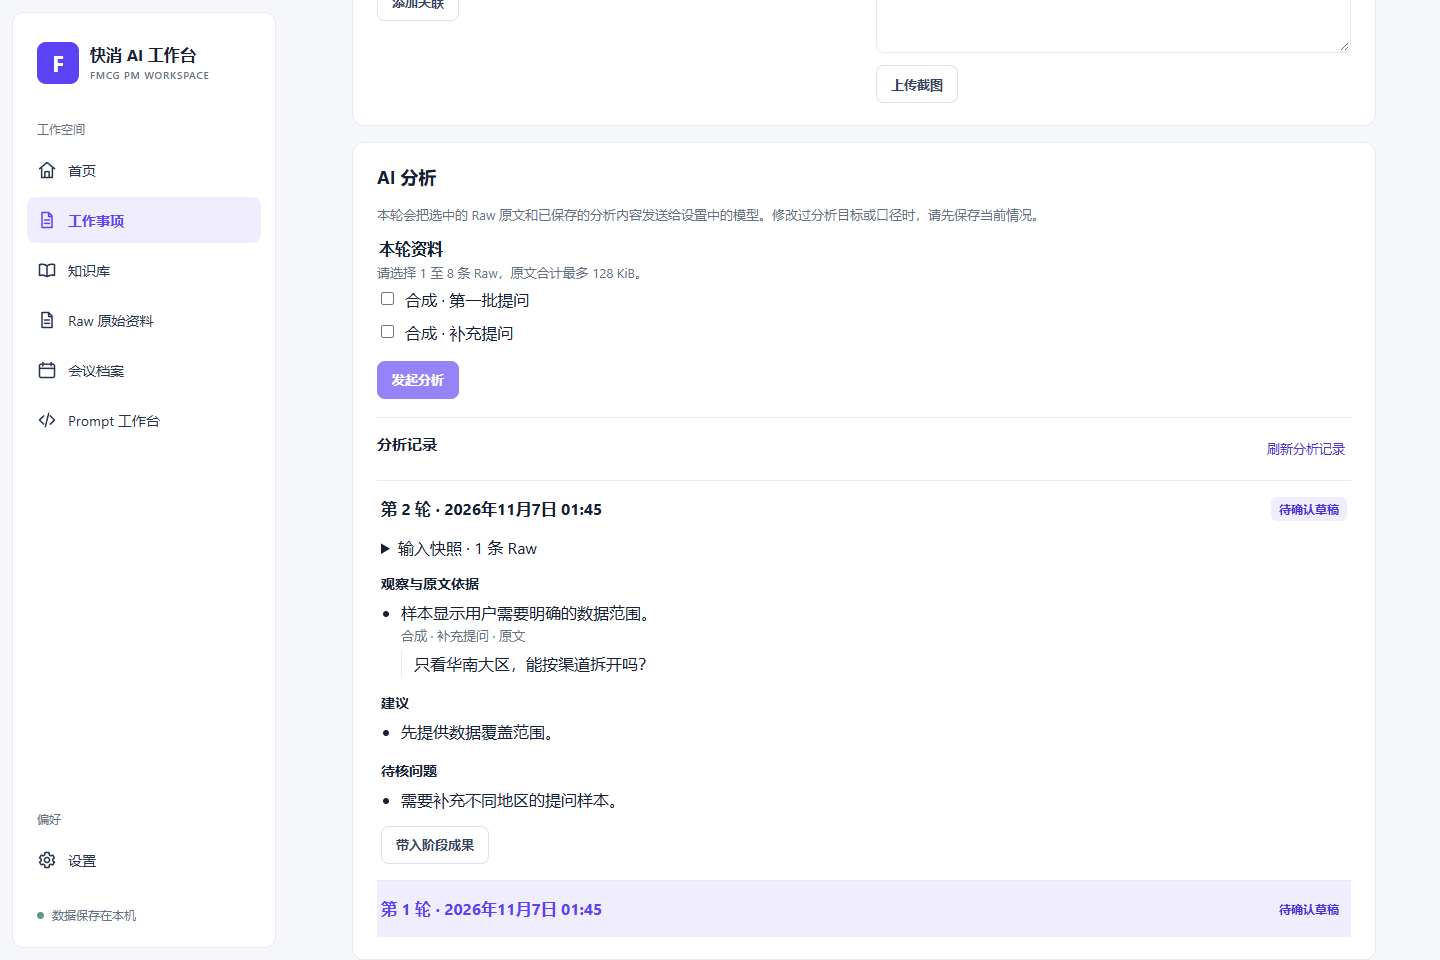 快消 AI 工作台
FMCG PM WORKSPACE
工作空间
首页
工作事项
知识库
Raw 原始资料
会议档案
Prompt 工作台
偏好
设置
数据保存在本机
添加关联
上传截图
AI 分析
本轮会把选中的 Raw 原文和已保存的分析内容发送给设置中的模型。修改过分析目标或口径时，请先保存当前情况。
本轮资料
请选择 1 至 8 条 Raw，原文合计最多 128 KiB。
合成 · 第一批提问
合成 · 补充提问
发起分析
分析记录
刷新分析记录
第 2 轮 · 2026年11月7日 01:45
待确认草稿
输入快照 · 1 条 Raw
观察与原文依据
样本显示用户需要明确的数据范围。
合成 · 补充提问 · 原文
只看华南大区，能按渠道拆开吗？
建议
先提供数据覆盖范围。
待核问题
需要补充不同地区的提问样本。
带入阶段成果
第 1 轮 · 2026年11月7日 01:45
待确认草稿